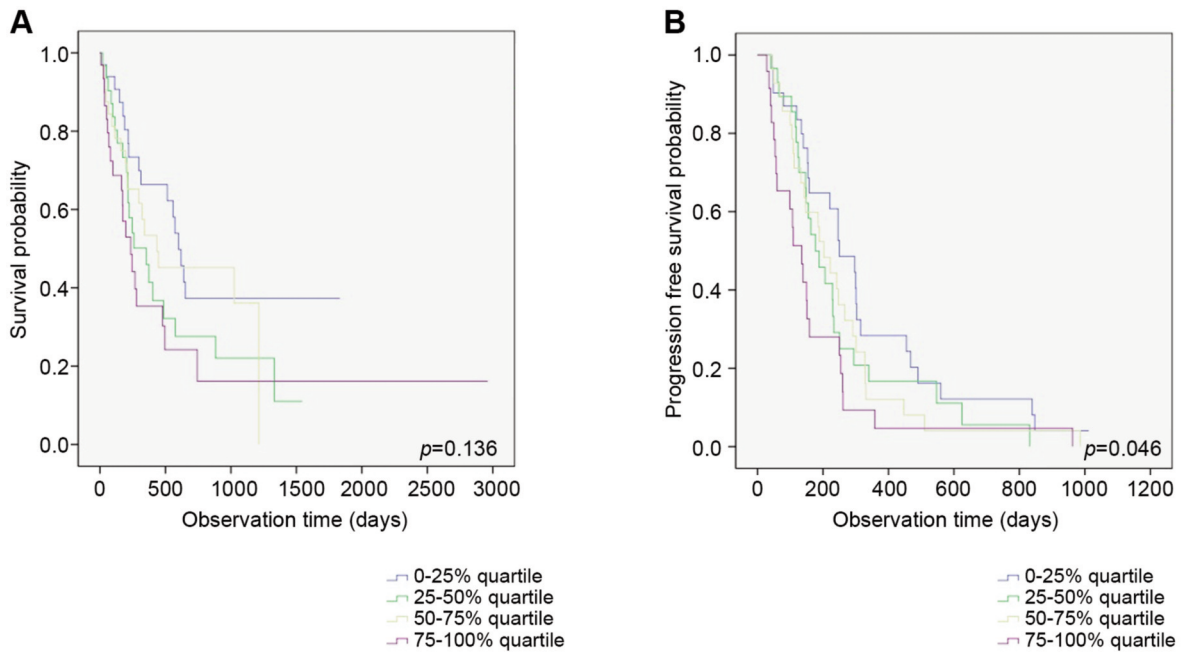 A
Survival probability
1.0
0.8
0.6
0.4
0.2
0.0
p=0.136
0 500 1000 1500 2000 2500 3000
Observation time (days)
0-25% quartile
25-50% quartile
50-75% quartile
75-100% quartile
B
Progression free survival probability
1.0
0.8
0.6
0.4
0.2
0.0
p=0.046
0 200 400 600 800 1000 1200
Observation time (days)
0-25% quartile
25-50% quartile
50-75% quartile
75-100% quartile